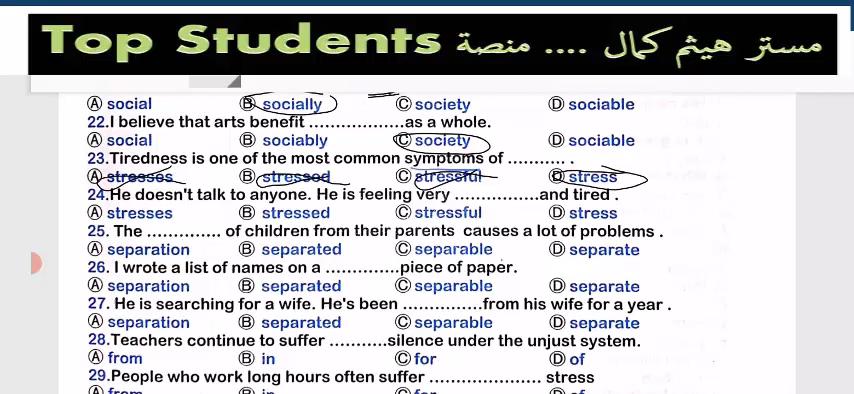 Top Students مستر هيثم كمال .... منصة
Ⓐ social Ⓑ socially Ⓒ society Ⓓ sociable
22.I believe that arts benefit ..................as a whole.
Ⓐ social Ⓑ sociably Ⓒ society Ⓓ sociable
23.Tiredness is one of the most common symptoms of ........... .
Ⓐ stresses Ⓑ stressed Ⓒ stressful Ⓓ stress
24.He doesn't talk to anyone. He is feeling very ................and tired .
Ⓐ stresses Ⓑ stressed Ⓒ stressful Ⓓ stress
25. The .............. of children from their parents causes a lot of problems .
Ⓐ separation Ⓑ separated Ⓒ separable Ⓓ separate
26. I wrote a list of names on a ..............piece of paper.
Ⓐ separation Ⓑ separated Ⓒ separable Ⓓ separate
27. He is searching for a wife. He's been ...............from his wife for a year .
Ⓐ separation Ⓑ separated Ⓒ separable Ⓓ separate
28.Teachers continue to suffer ...........silence under the unjust system.
Ⓐ from Ⓑ in Ⓒ for Ⓓ of
29.People who work long hours often suffer ..................... stress
Ⓐ from Ⓑ in Ⓒ for Ⓓ of